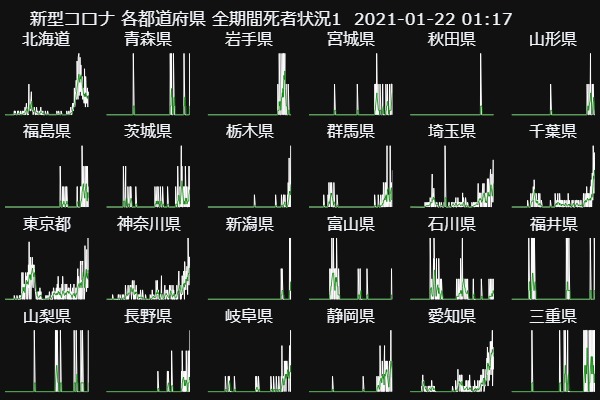 新型コロナ 各都道府県 全期間死者状況1 2021-01-22 01:17
北海道 青森県 岩手県 宮城県 秋田県 山形県
福島県 茨城県 栃木県 群馬県 埼玉県 千葉県
東京都 神奈川県 新潟県 富山県 石川県 福井県
山梨県 長野県 岐阜県 静岡県 愛知県 三重県